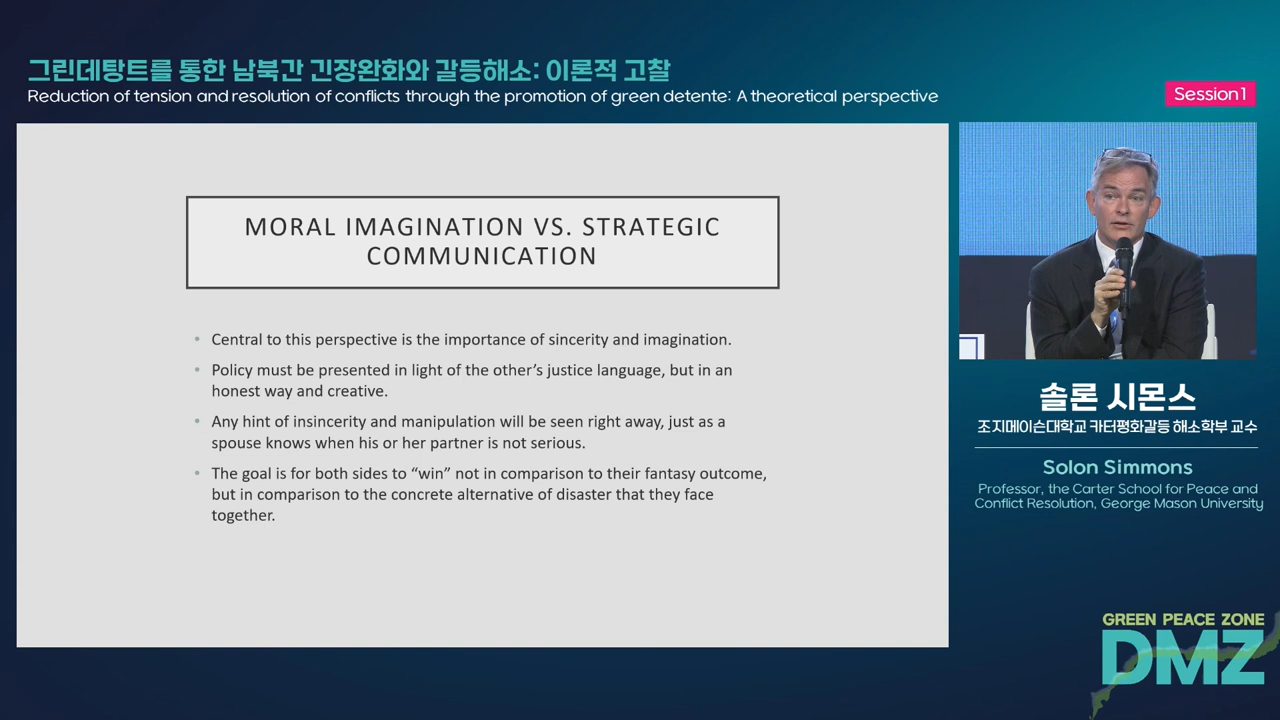 그린데탕트를 통한 남북간 긴장완화와 갈등해소: 이론적 고찰
Reduction of tension and resolution of conflicts through the promotion of green detente: A theoretical perspective
Session1
MORAL IMAGINATION VS. STRATEGIC
COMMUNICATION
• Central to this perspective is the importance of sincerity and imagination.
• Policy must be presented in light of the other’s justice language, but in an
honest way and creative.
• Any hint of insincerity and manipulation will be seen right away, just as a
spouse knows when his or her partner is not serious.
• The goal is for both sides to “win” not in comparison to their fantasy outcome,
but in comparison to the concrete alternative of disaster that they face
together.
솔론 시몬스
조지메이슨대학교 카터평화갈등 해소학부 교수
Solon Simmons
Professor, the Carter School for Peace and
Conflict Resolution, George Mason University
GREEN PEACE ZONE
DMZ